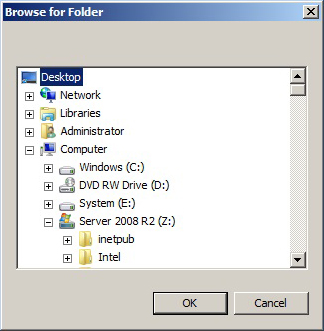 Browse for Folder
Desktop
Network
Libraries
Administrator
Computer
Windows (C:)
DVD RW Drive (D:)
System (E:)
Server 2008 R2 (Z:)
inetpub
Intel
OK Cancel